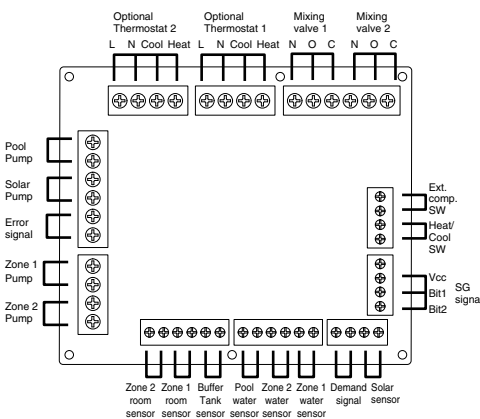 Optional Optional Mixing Mixing
Thermostat 2 Thermostat 1 valve 1 valve 2
L N Cool Heat L N Cool Heat N O C N O C
Pool
Pump
Solar
Pump
Error
signal
Zone 1
Pump
Zone 2
Pump
Ext.
comp.
SW
Heat/
Cool
SW
Vcc
Bit1
Bit2
SG
signa
Zone 2 Zone 1 Buffer Pool Zone 2 Zone 1 Demand Solar
room room Tank water water water signal sensor
sensor sensor sensor sensor sensor sensor